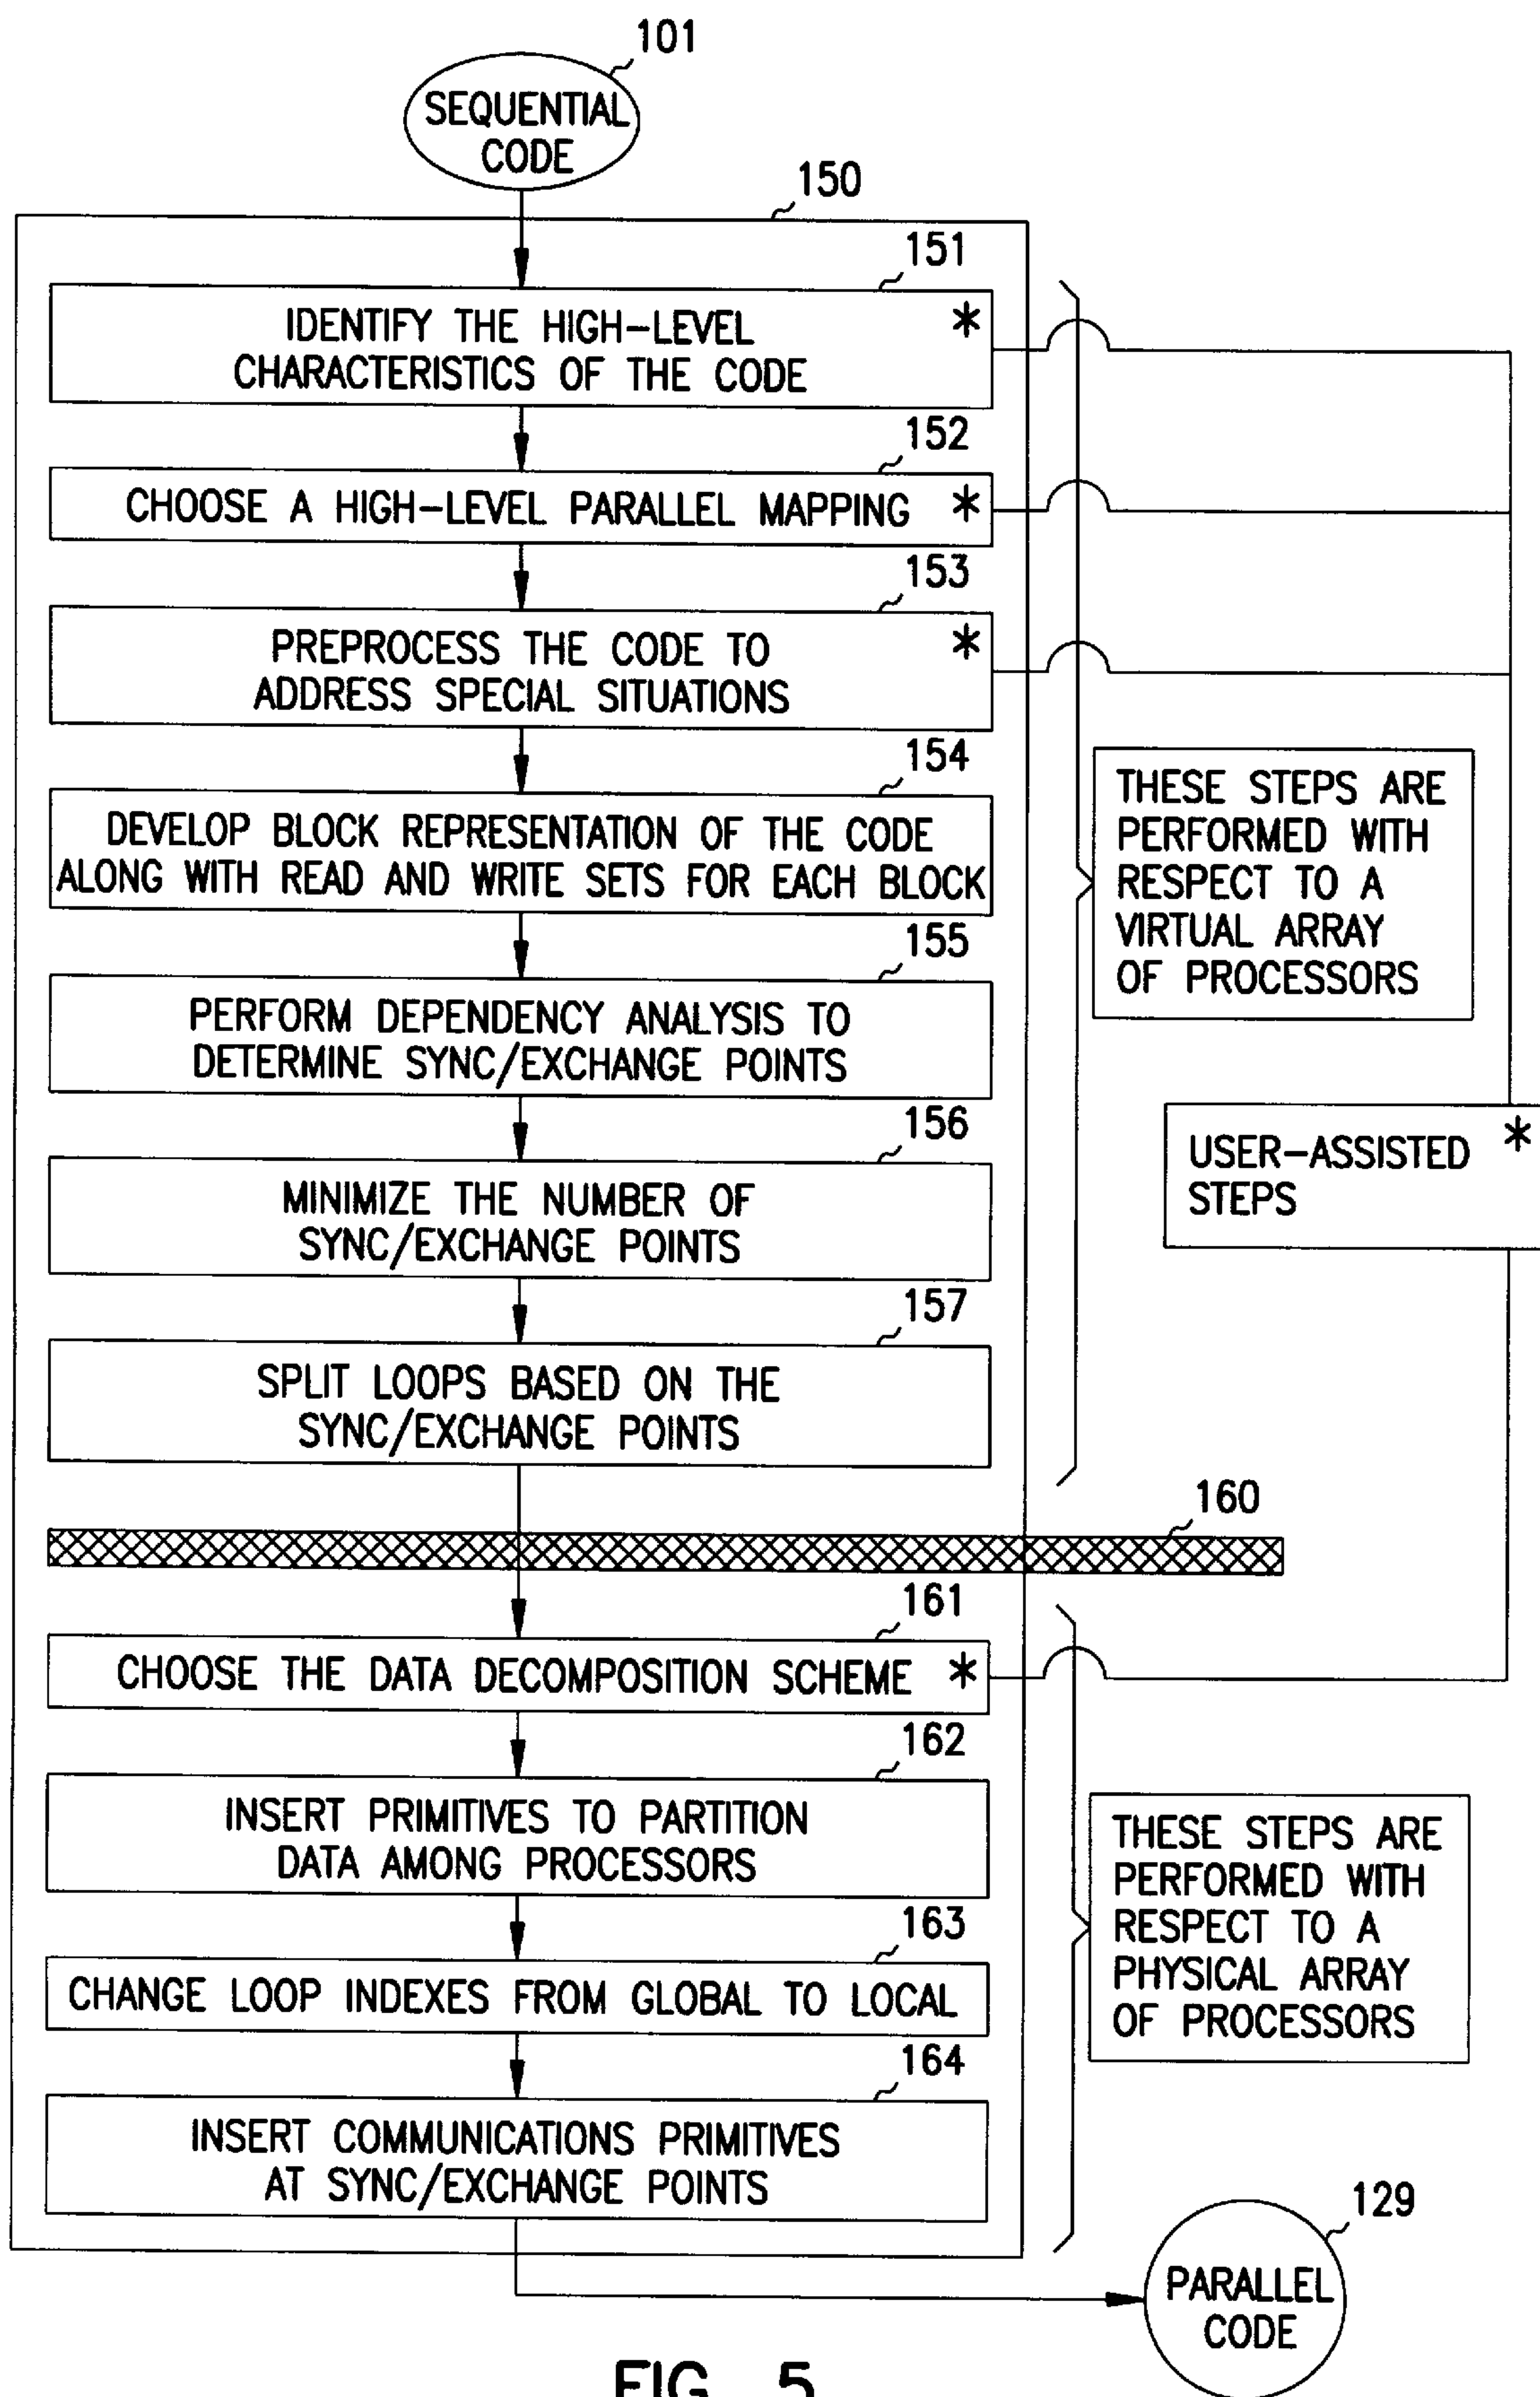 101
SEQUENTIAL
CODE
150
151
IDENTIFY THE HIGH-LEVEL *
CHARACTERISTICS OF THE CODE
152
CHOOSE A HIGH-LEVEL PARALLEL MAPPING *
153
PREPROCESS THE CODE TO *
ADDRESS SPECIAL SITUATIONS
154
DEVELOP BLOCK REPRESENTATION OF THE CODE
ALONG WITH READ AND WRITE SETS FOR EACH BLOCK
THESE STEPS ARE
PERFORMED WITH
RESPECT TO A
VIRTUAL ARRAY
OF PROCESSORS
155
PERFORM DEPENDENCY ANALYSIS TO
DETERMINE SYNC/EXCHANGE POINTS
156
MINIMIZE THE NUMBER OF
SYNC/EXCHANGE POINTS
USER-ASSISTED *
STEPS
157
SPLIT LOOPS BASED ON THE
SYNC/EXCHANGE POINTS
160
161
CHOOSE THE DATA DECOMPOSITION SCHEME *
162
INSERT PRIMITIVES TO PARTITION
DATA AMONG PROCESSORS
163
CHANGE LOOP INDEXES FROM GLOBAL TO LOCAL
THESE STEPS ARE
PERFORMED WITH
RESPECT TO A
PHYSICAL ARRAY
OF PROCESSORS
164
INSERT COMMUNICATIONS PRIMITIVES
AT SYNC/EXCHANGE POINTS
129
PARALLEL
CODE
FIG. 5